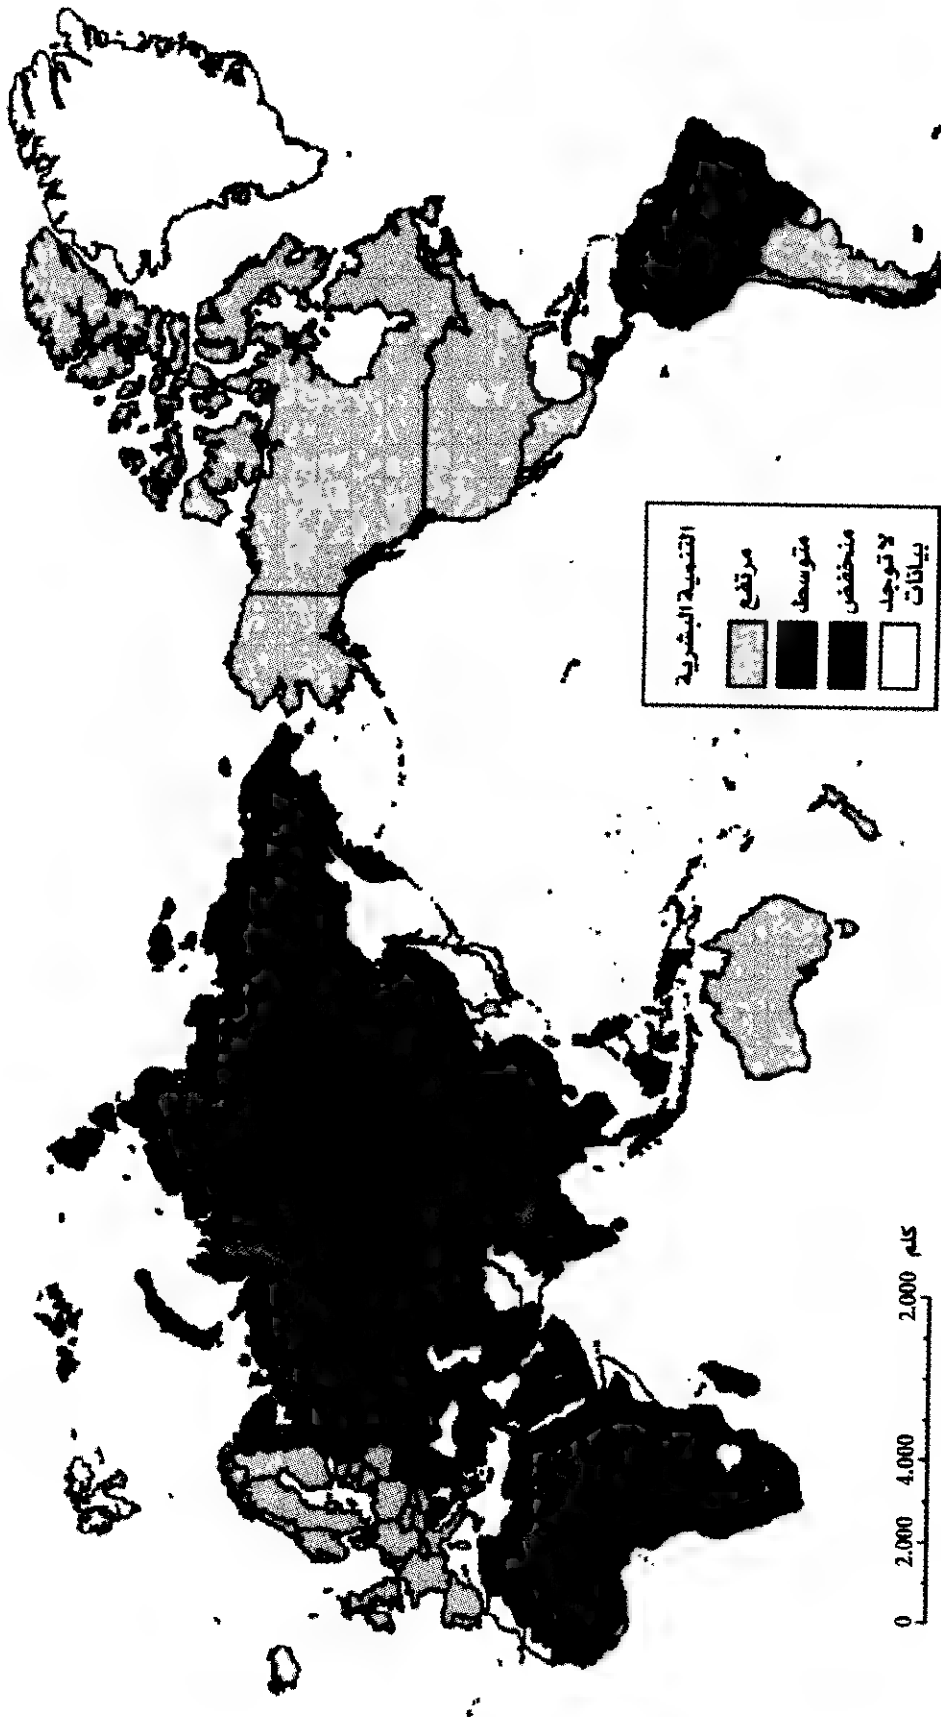 التنمية البشرية
مرتفع
متوسط
منخفض
لا توجد
بيانات
0 2.000 4.000 2.000 كلم